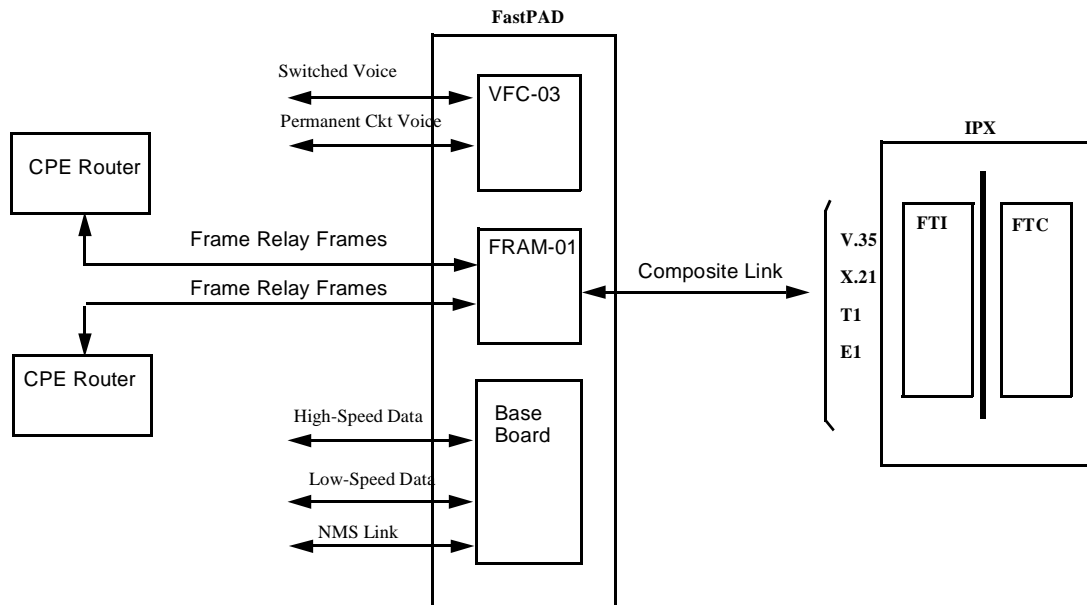 FastPAD
Switched Voice
VFC-03
Permanent Ckt Voice
IPX
CPE Router
Frame Relay Frames
FRAM-01
Composite Link
V.35
X.21
T1
E1
FTI
FTC
Frame Relay Frames
CPE Router
High-Speed Data
Base
Board
Low-Speed Data
NMS Link